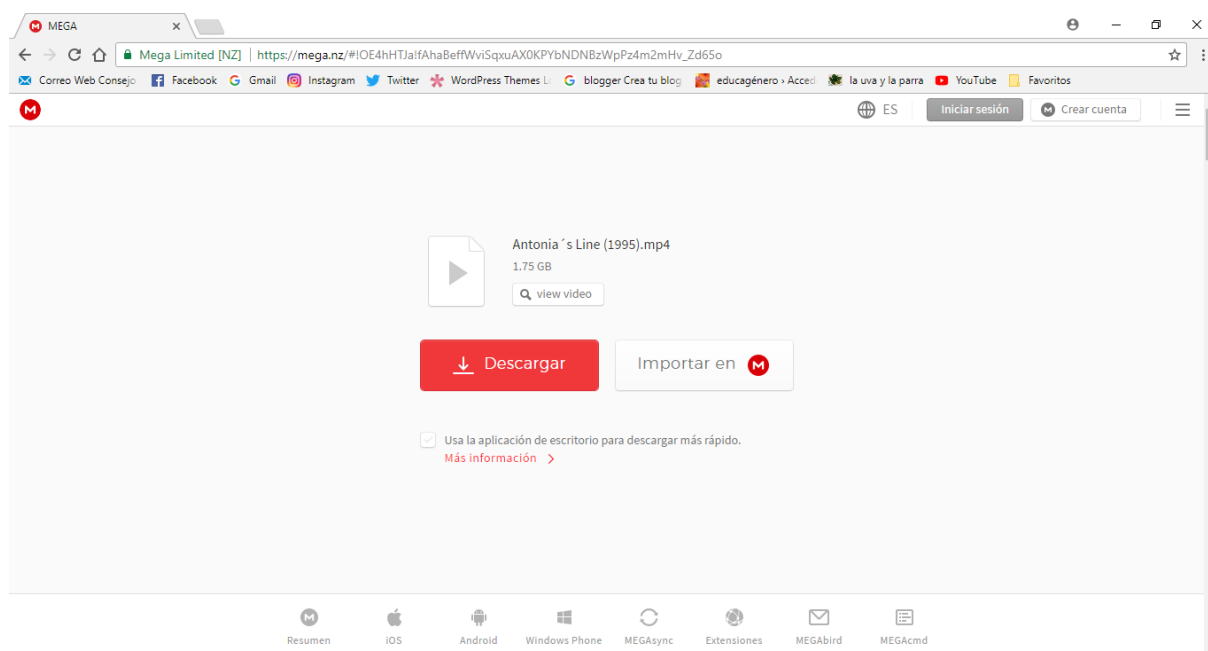 MEGA
Mega Limited [NZ] | https://mega.nz/#!OE4hHTJa!fAhaBeffWviSqxuAX0KPYbNDNBzWpPz4m2mHv_Zd65o
Correo Web Consejo Facebook Gmail Instagram Twitter WordPress Themes L blogger Crea tu blog educagénero › Acced la uva y la parra YouTube Favoritos
M ES Iniciar sesión M Crear cuenta
Antonia´s Line (1995).mp4
1.75 GB
view video
Descargar Importar en M
Usa la aplicación de escritorio para descargar más rápido.
Más información
Resumen iOS Android Windows Phone MEGAsync Extensiones MEGAbird MEGAcmd